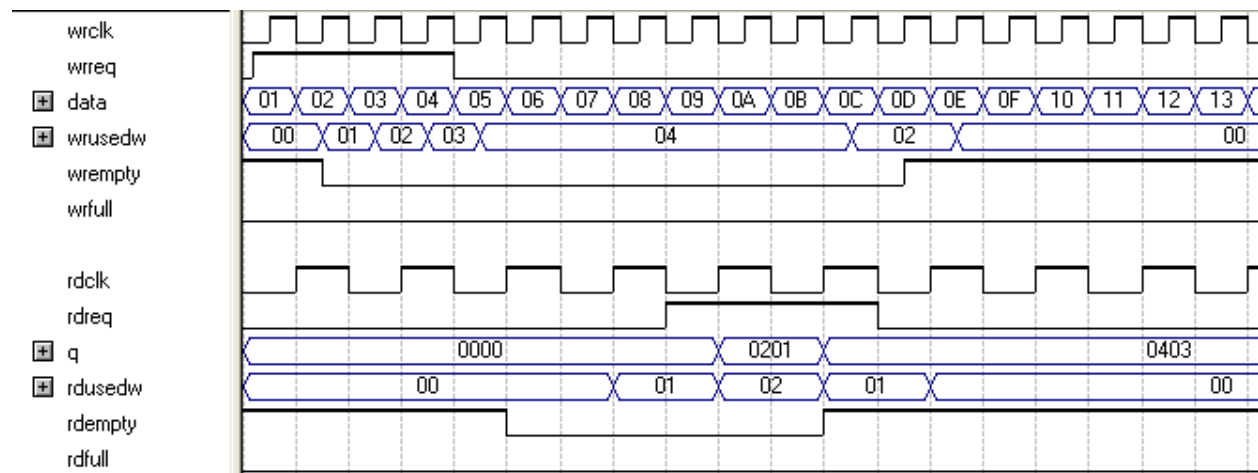 wrclk
wrreq
data 01 02 03 04 05 06 07 08 09 0A 0B 0C 0D 0E 0F 10 11 12 13
wrusedw 00 01 02 03 04 02 00
wrempty
wrfull
rdclk
rdreq
q 0000 0201 0403
rdusedw 00 01 02 01 00
rdempty
rdfull